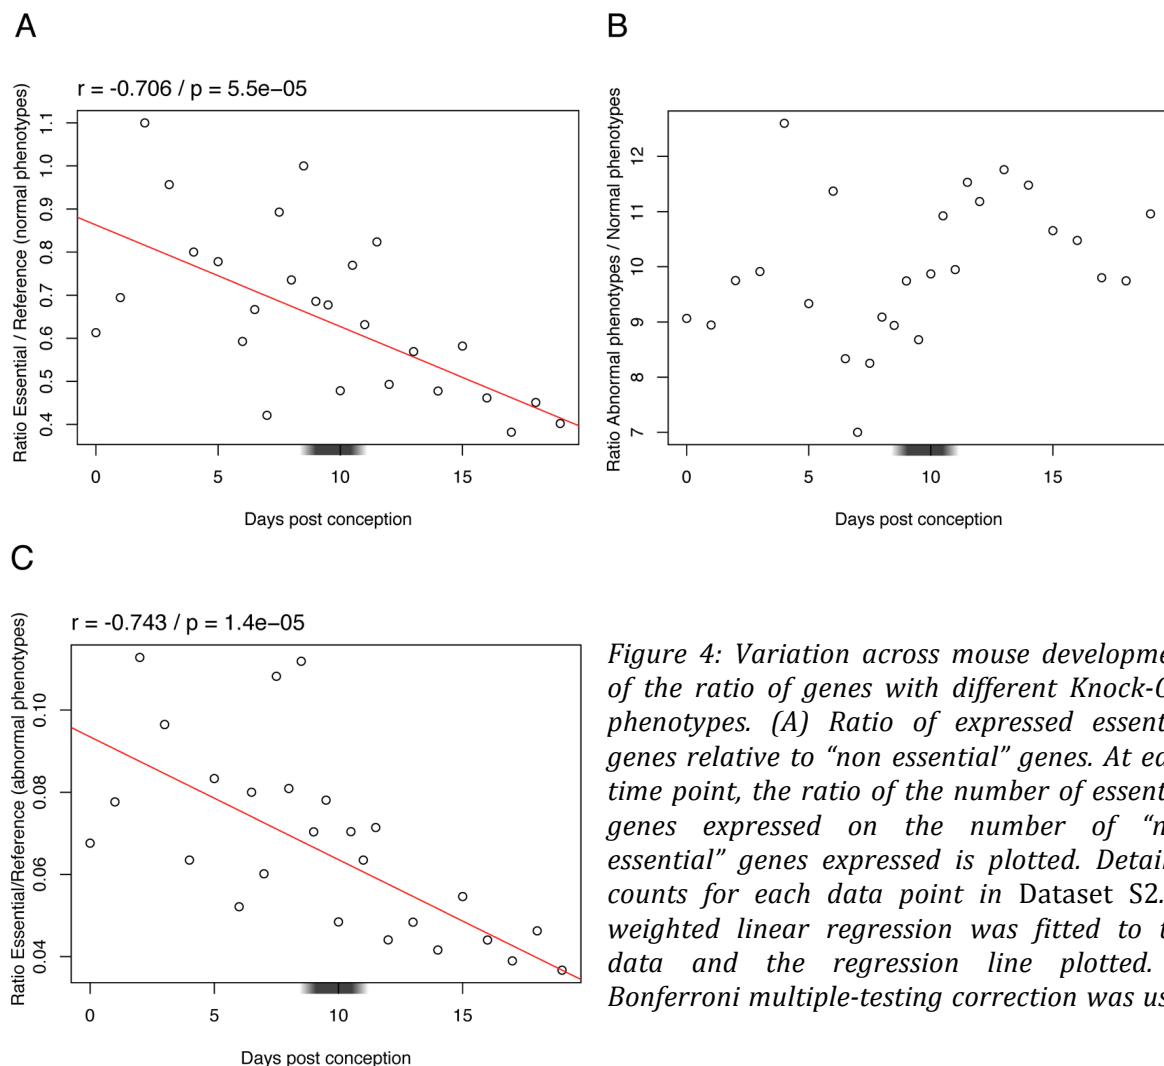 A
r = -0.706 / p = 5.5e−05
Ratio Essential / Reference (normal phenotypes)
1.1
1.0
0.9
0.8
0.7
0.6
0.5
0.4
0
5
10
15
Days post conception
B
Ratio Abnormal phenotypes / Normal phenotypes
12
11
10
9
8
7
0
5
10
15
Days post conception
C
r = -0.743 / p = 1.4e−05
Ratio Essential/Reference (abnormal phenotypes)
0.10
0.08
0.06
0.04
0
5
10
15
Days post conception
Figure 4: Variation across mouse developme
of the ratio of genes with different Knock-O
phenotypes. (A) Ratio of expressed essent
genes relative to “non essential” genes. At ea
time point, the ratio of the number of essent
genes expressed on the number of “n
essential” genes expressed is plotted. Detail
counts for each data point in Dataset S2.
weighted linear regression was fitted to t
data and the regression line plotted.
Bonferroni multiple-testing correction was us